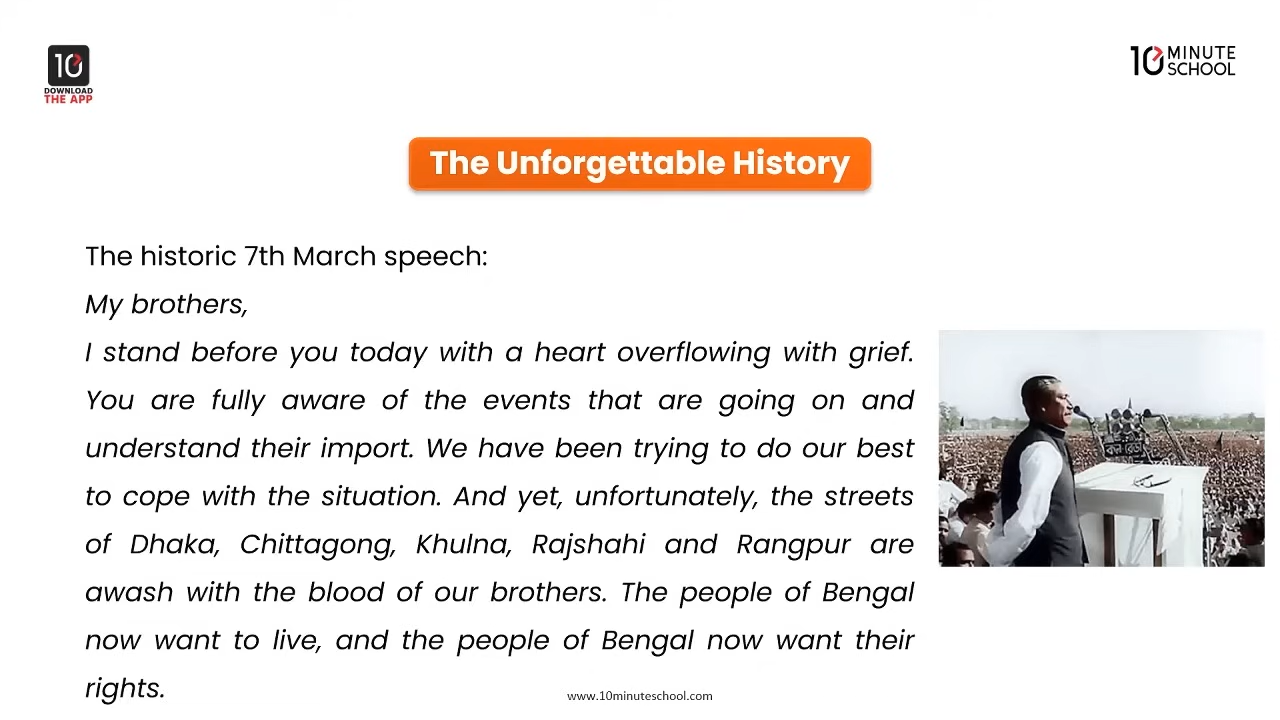 10
DOWNLOAD
THE APP
10 MINUTE
SCHOOL
The Unforgettable History
The historic 7th March speech:
My brothers,
I stand before you today with a heart overflowing with grief.
You are fully aware of the events that are going on and
understand their import. We have been trying to do our best
to cope with the situation. And yet, unfortunately, the streets
of Dhaka, Chittagong, Khulna, Rajshahi and Rangpur are
awash with the blood of our brothers. The people of Bengal
now want to live, and the people of Bengal now want their
rights.
www.10minuteschool.com